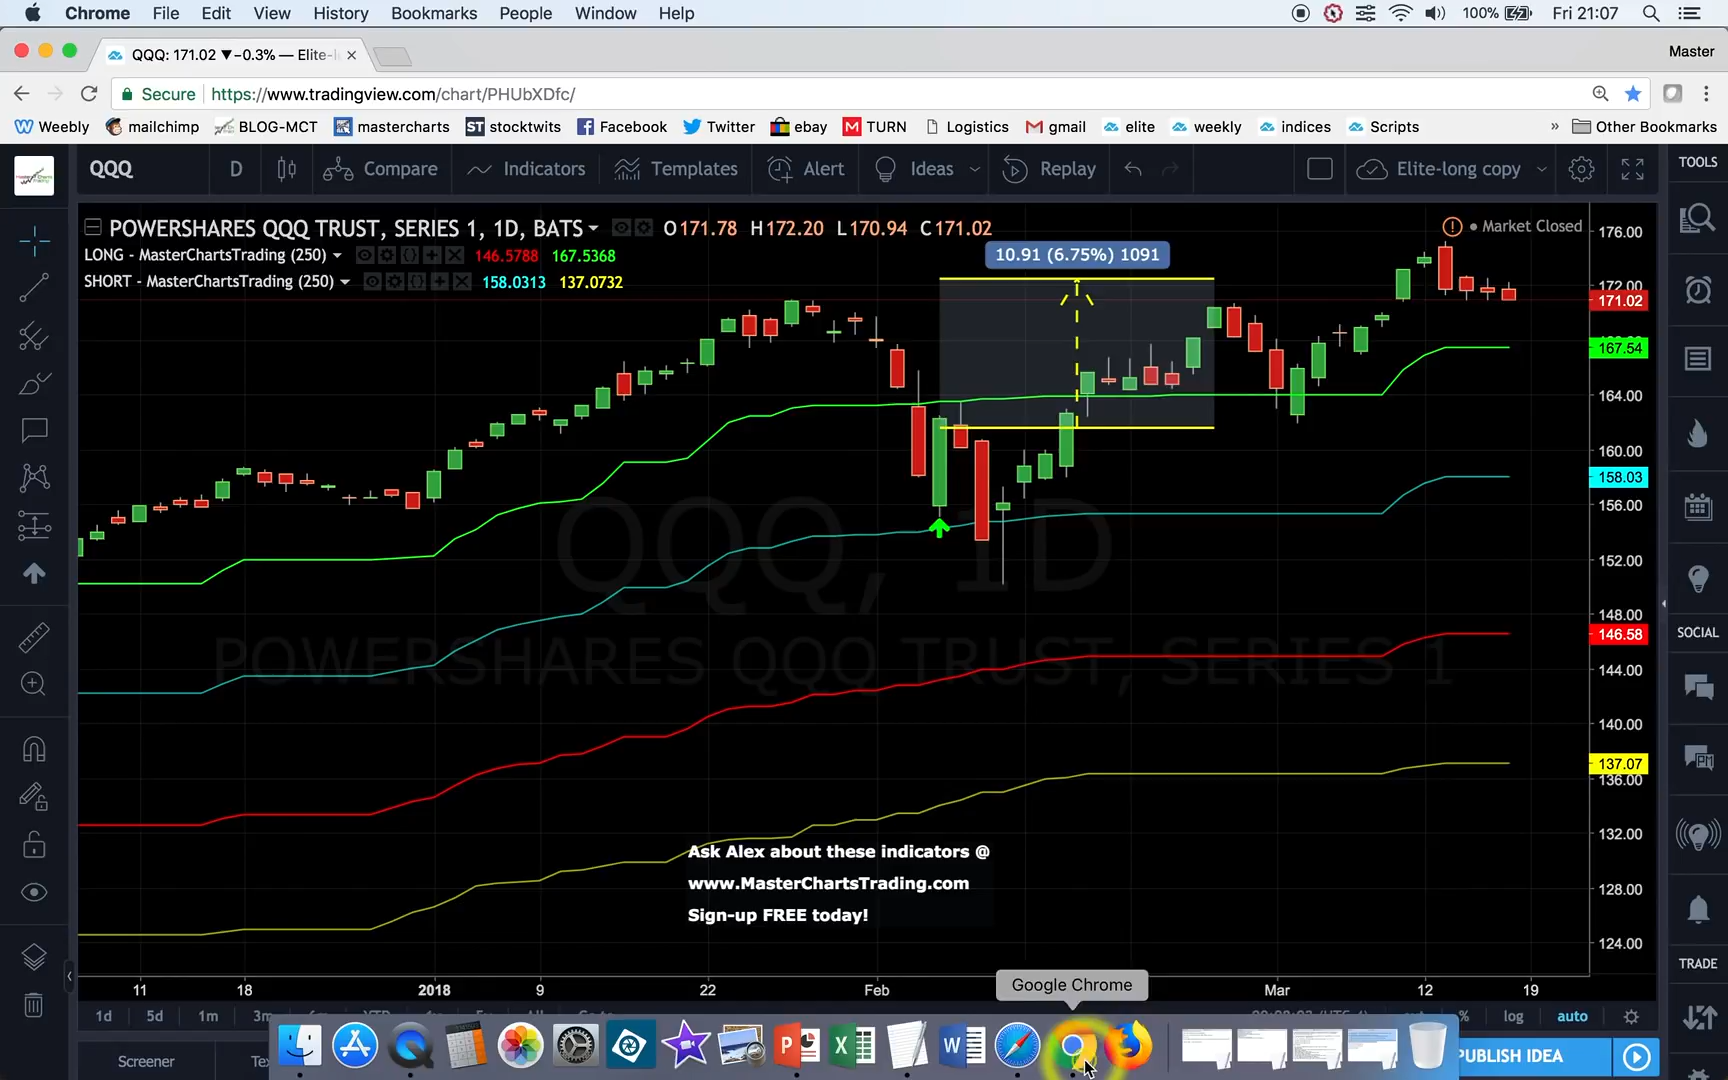 Chrome File Edit View History Bookmarks People Window Help 100% Fri 21:07
QQQ: 171.02 ▼−0.3% — Elite-l Master
Secure https://www.tradingview.com/chart/PHUbXDfc/
Weekly mailchimp BLOG-MCT mastercharts ST stocktwits Facebook Twitter ebay TURN Logistics gmail elite weekly indices Scripts » Other Bookmarks
QQQ D Compare Indicators Templates Alert Ideas Replay Elite-long copy TOOLS
POWERSHARES QQQ TRUST, SERIES 1, 1D, BATS O171.78 H172.20 L170.94 C171.02 Market Closed
LONG - MasterChartsTrading (250) 146.5788 167.5368
SHORT - MasterChartsTrading (250) 158.0313 137.0732
10.91 (6.75%) 1091
176.00
172.00
171.02
167.54
164.00
160.00
158.03
156.00
152.00
148.00
146.58
144.00
140.00
137.07
136.00
132.00
128.00
124.00
QQQ, 1D
POWERSHARES QQQ TRUST, SERIES 1
SOCIAL
TRADE
Ask Alex about these indicators @
www.MasterChartsTrading.com
Sign-up FREE today!
Google Chrome
11 18 2018 9 22 Feb Mar 12 19
1d 5d 1m 3m % log auto
Screener PUBLISH IDEA